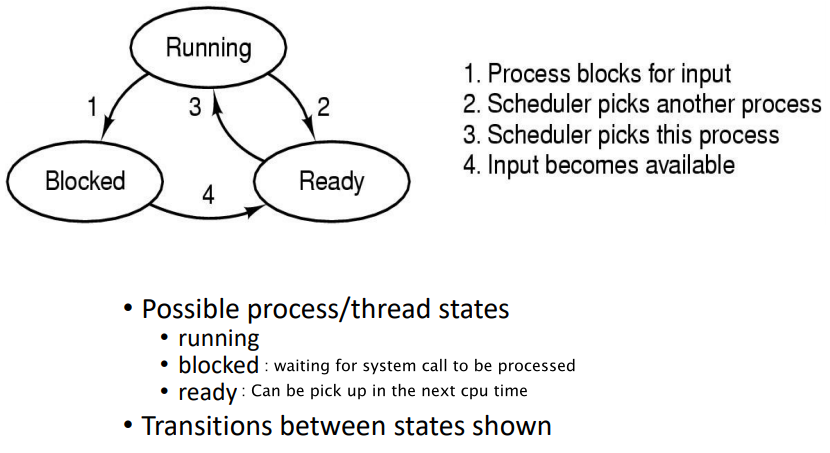 Running
1
3
2
Blocked
4
Ready
1. Process blocks for input
2. Scheduler picks another process
3. Scheduler picks this process
4. Input becomes available
• Possible process/thread states
• running
• blocked : waiting for system call to be processed
• ready : Can be pick up in the next cpu time
• Transitions between states shown